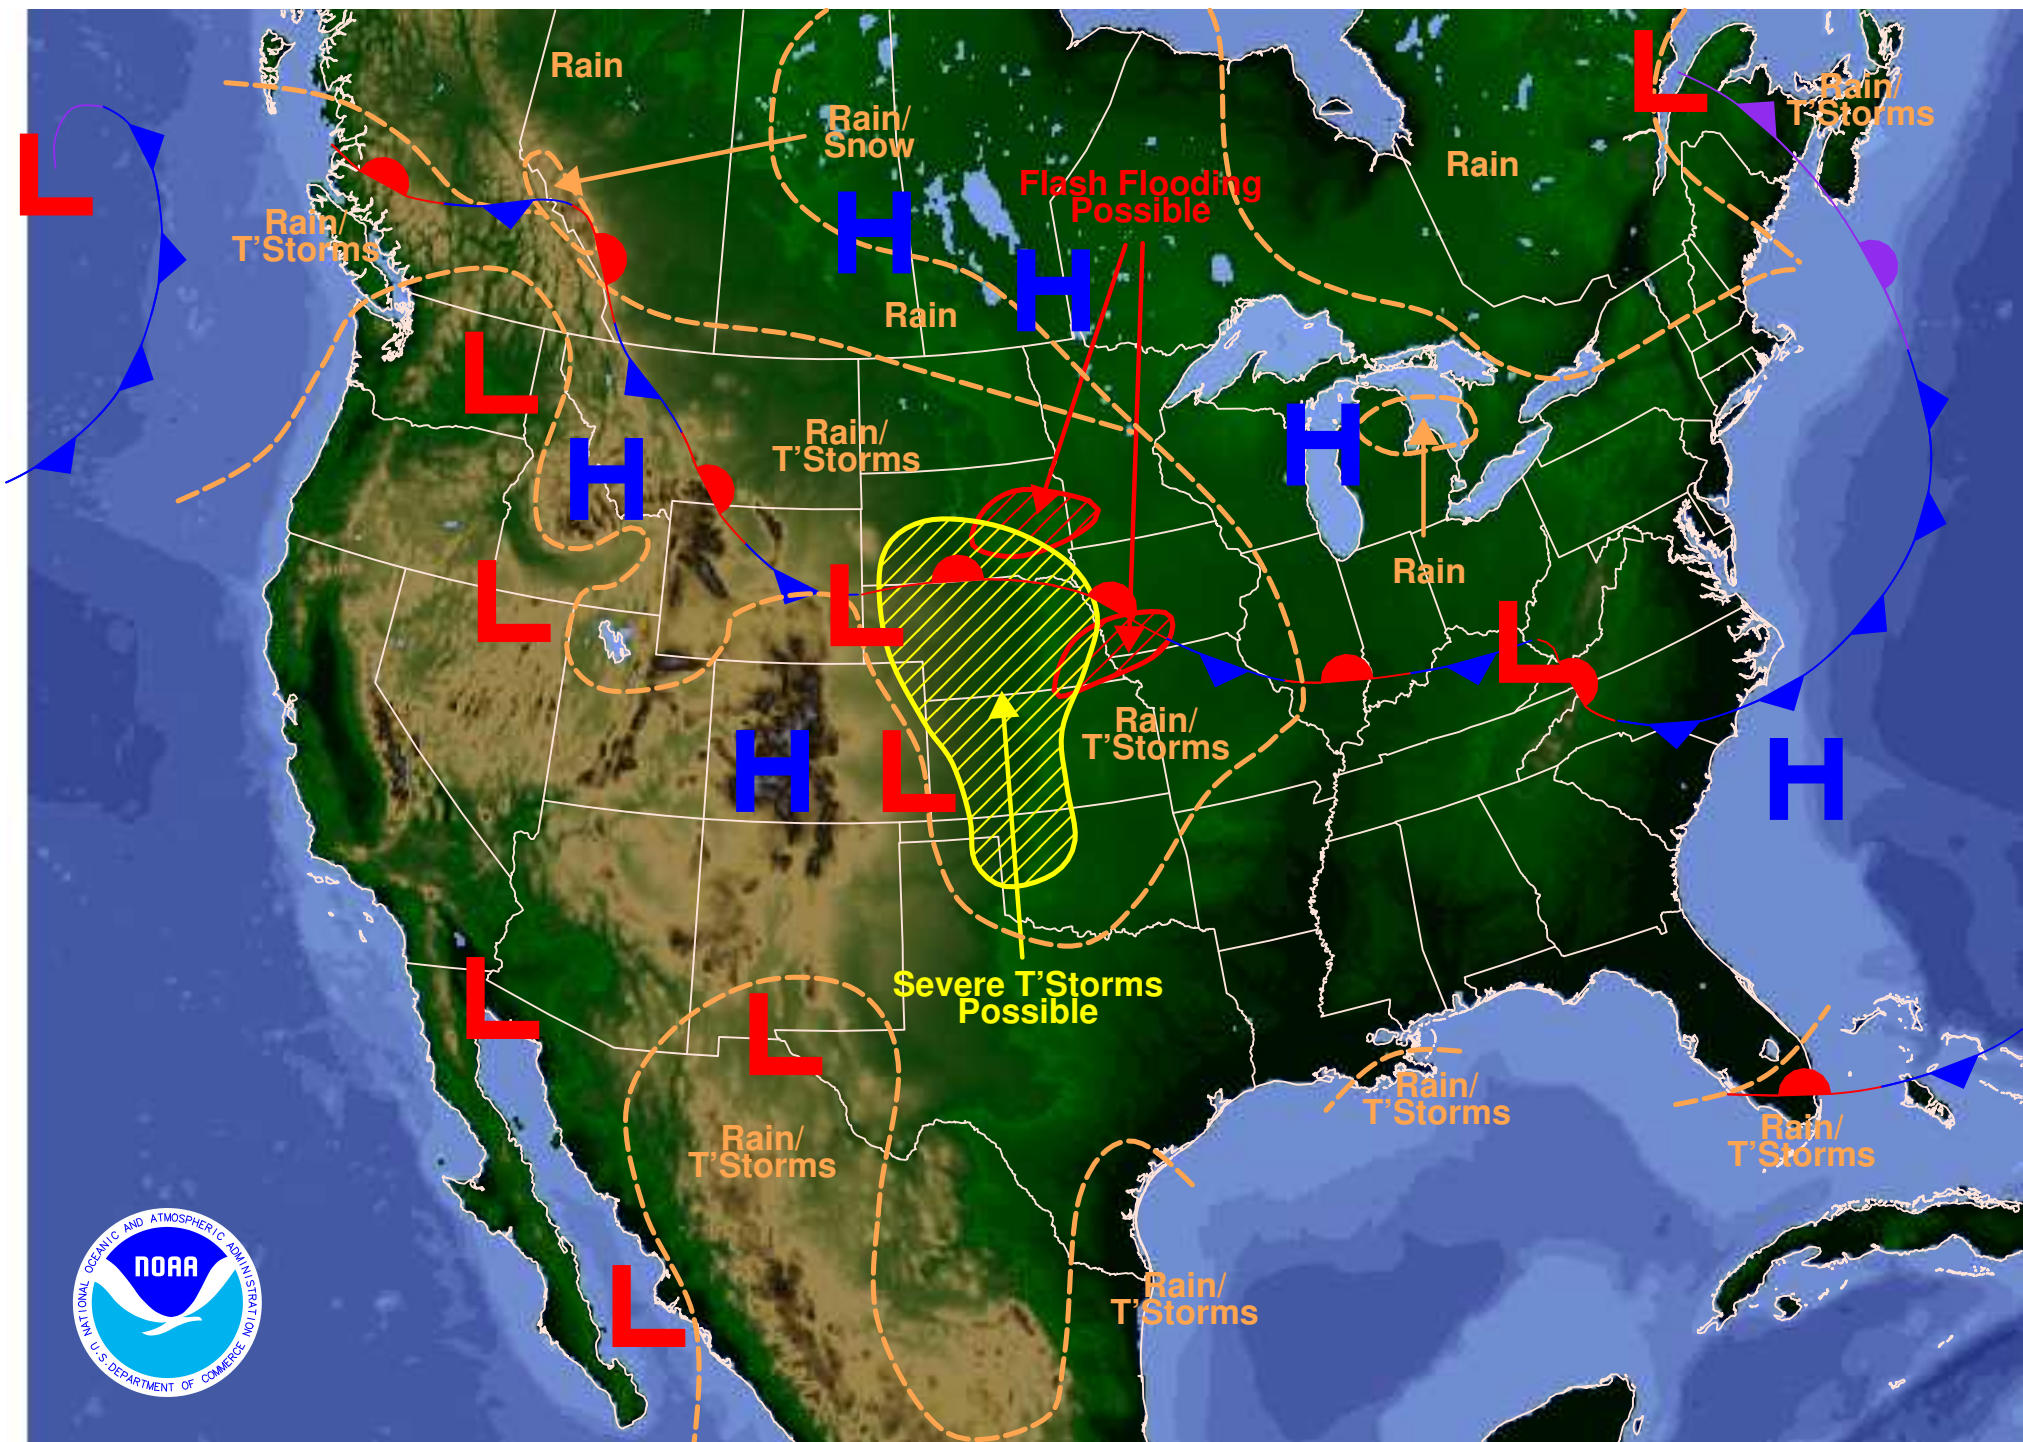 Rain
Rain/
Snow
Rain/
T'Storms
Rain
Flash Flooding
Possible
L
L
H
H
Rain/
T'Storms
Rain
L
H
Rain/
T'Storms
H
Rain
L
L
L
Rain/
T'Storms
H
L
H
Severe T'Storms
Possible
L
L
Rain/
T'Storms
Rain/
T'Storms
Rain/
T'Storms
Rain/
T'Storms
L
NATIONAL OCEANIC AND ATMOSPHERIC ADMINISTRATION
NOAA
U.S. DEPARTMENT OF COMMERCE